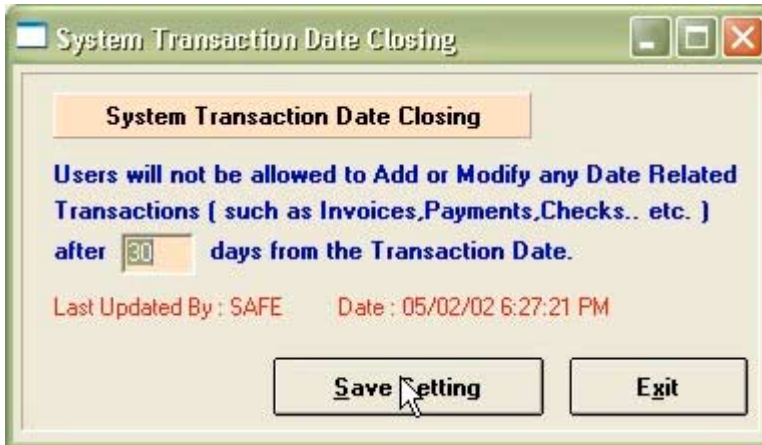 System Transaction Date Closing
System Transaction Date Closing
Users will not be allowed to Add or Modify any Date Related
Transactions ( such as Invoices,Payments,Checks.. etc. )
after 30 days from the Transaction Date.
Last Updated By : SAFE Date : 05/02/02 6:27:21 PM
Save Setting Exit